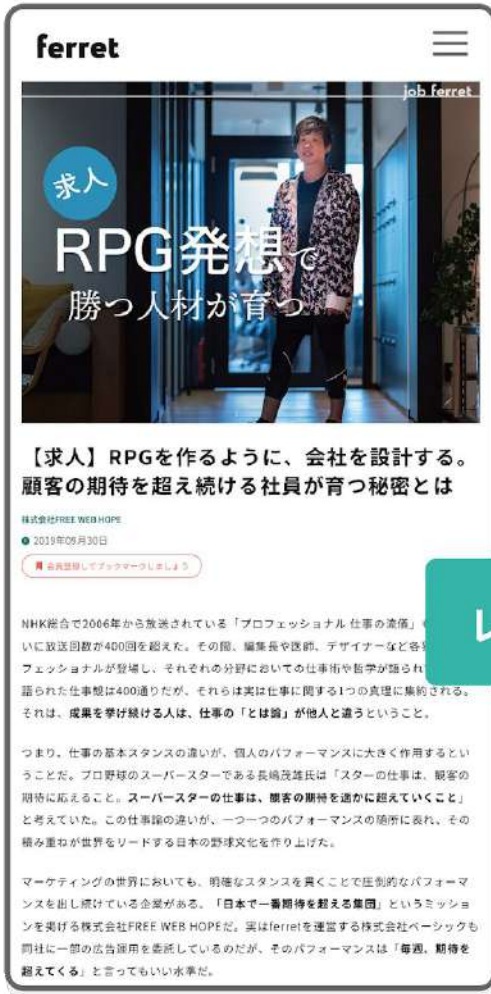 ferret
job ferret
求人
RPG発想で
勝つ人材が育つ
【求人】RPGを作るように、会社を設計する。
顧客の期待を超え続ける社員が育つ秘密とは
株式会社FREE WEB HOPE
2019年09月30日
会員登録してブックマークしましょう
NHK総合で2006年から放送されている「プロフェッショナル 仕事の流儀」
いに放送回数が400回を超えた。その間、編集長や医師、デザイナーなど各
フェッショナルが登場し、それぞれの分野においての仕事術や哲学が語られ
語られた仕事観は400通りだが、それらは実は仕事に関する1つの真理に集約される。
それは、成果を挙げ続ける人は、仕事の「とは論」が他人と違うということ。
つまり、仕事の基本スタンスの違いが、個人のパフォーマンスに大きく作用するとい
うことだ。プロ野球のスーパースターである長嶋茂雄氏は「スターの仕事は、観客の
期待に応えること。スーパースターの仕事は、観客の期待を遥かに超えていくこと」
と考えていた。この仕事論の違いが、一つ一つのパフォーマンスの随所に表れ、その
積み重ねが世界をリードする日本の野球文化を作り上げた。
マーケティングの世界においても、明確なスタンスを貫くことで圧倒的なパフォーマ
ンスを出し続けている企業がある。「日本で一番期待を超える集団」というミッショ
ンを掲げる株式会社FREE WEB HOPEだ。実はferretを運営する株式会社ベーシックも
同社に一部の広告運用を委託しているのだが、そのパフォーマンスは「毎週、期待を
超えてくる」と言ってもいい水準だ。